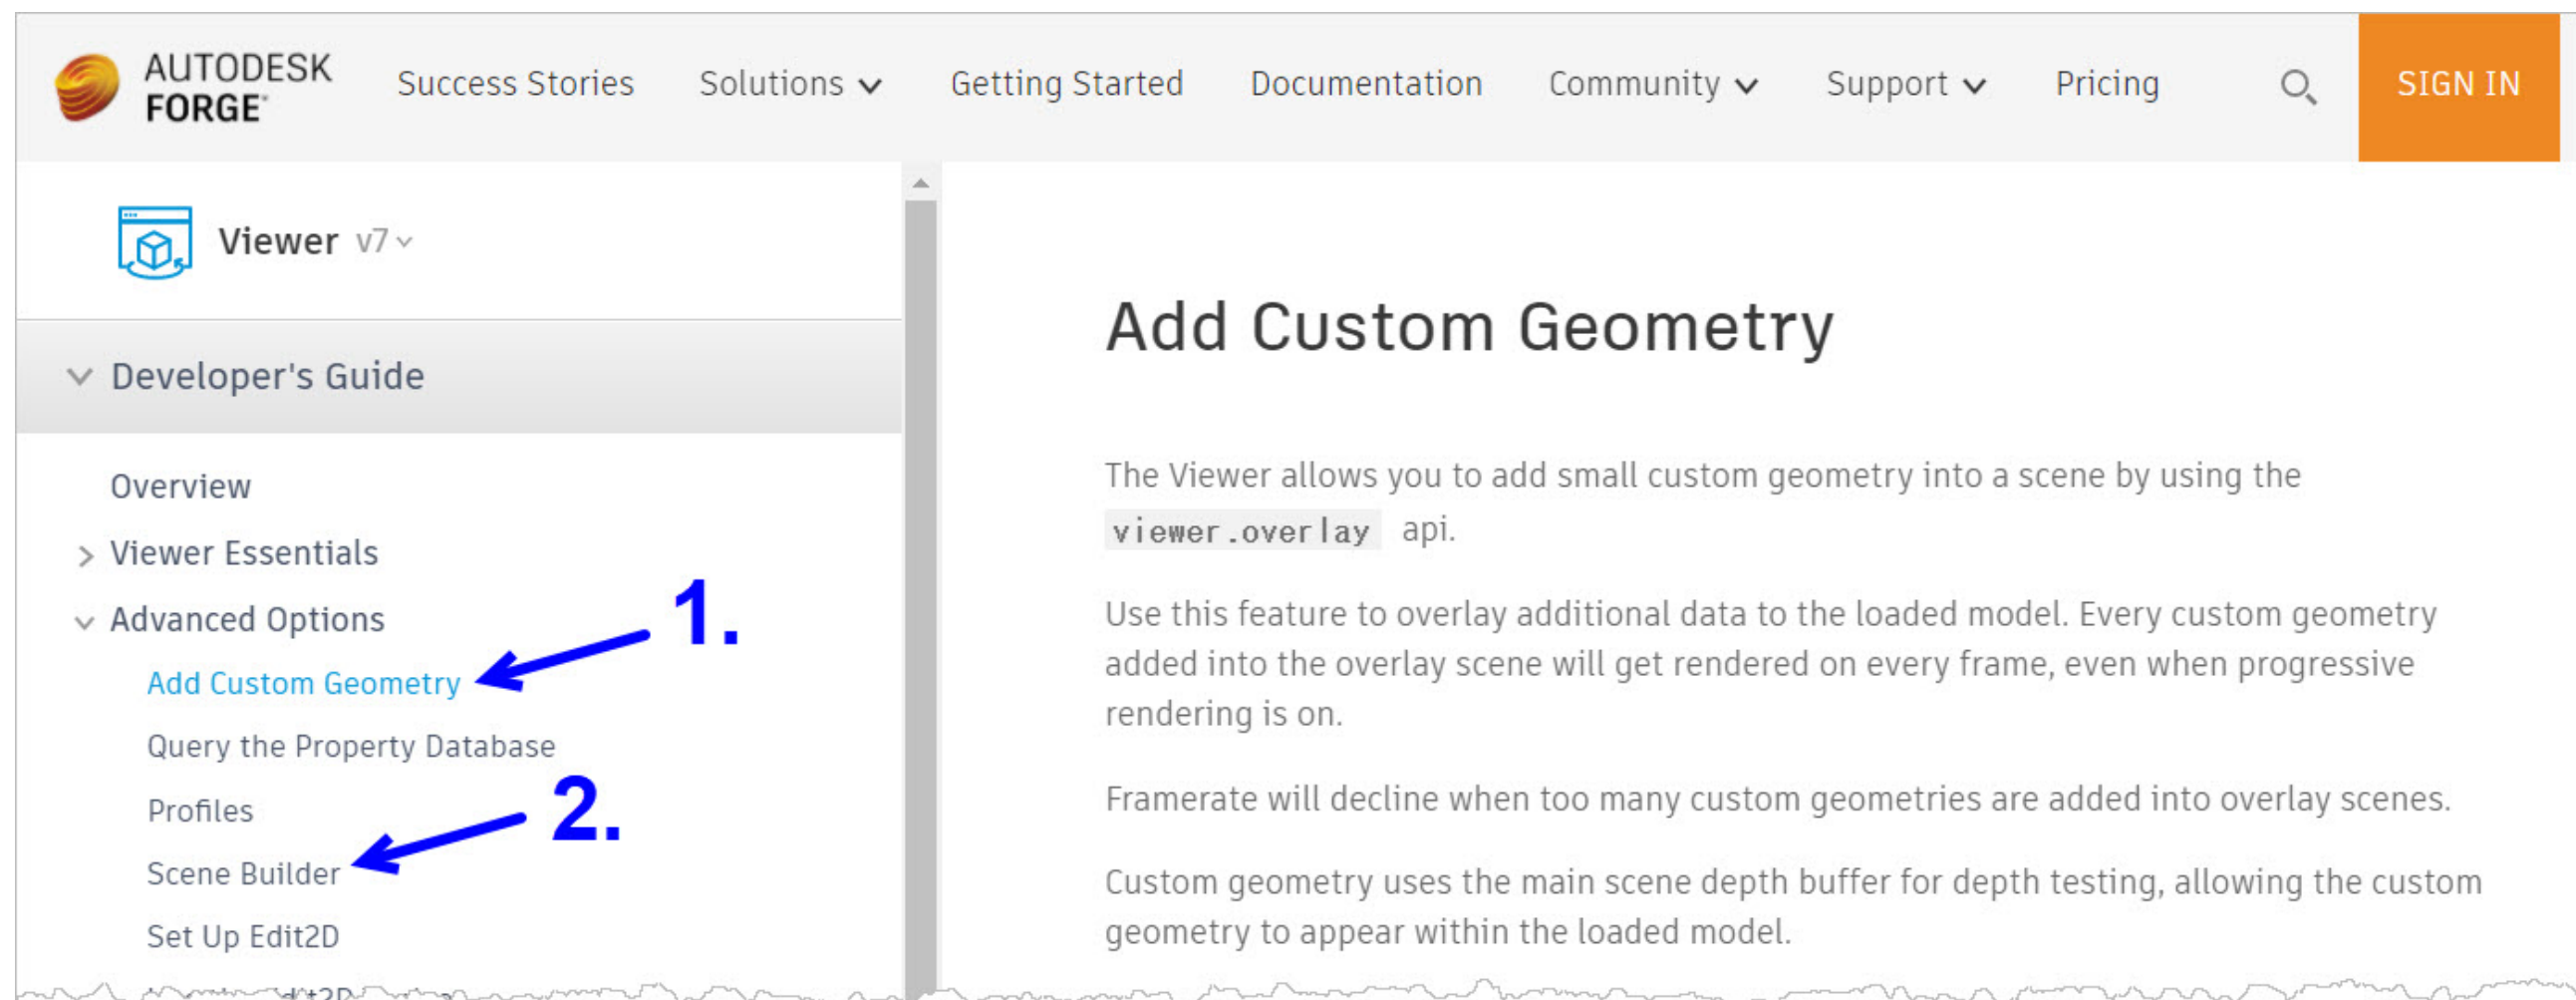 AUTODESK
FORGE
Success Stories
Solutions
Getting Started
Documentation
Community
Support
Pricing
SIGN IN
Viewer v7
Developer's Guide
Overview
Viewer Essentials
Advanced Options
1.
Add Custom Geometry
Query the Property Database
2.
Profiles
Scene Builder
Set Up Edit2D
Add Custom Geometry
The Viewer allows you to add small custom geometry into a scene by using the
viewer.overlay api.
Use this feature to overlay additional data to the loaded model. Every custom geometry
added into the overlay scene will get rendered on every frame, even when progressive
rendering is on.
Framerate will decline when too many custom geometries are added into overlay scenes.
Custom geometry uses the main scene depth buffer for depth testing, allowing the custom
geometry to appear within the loaded model.